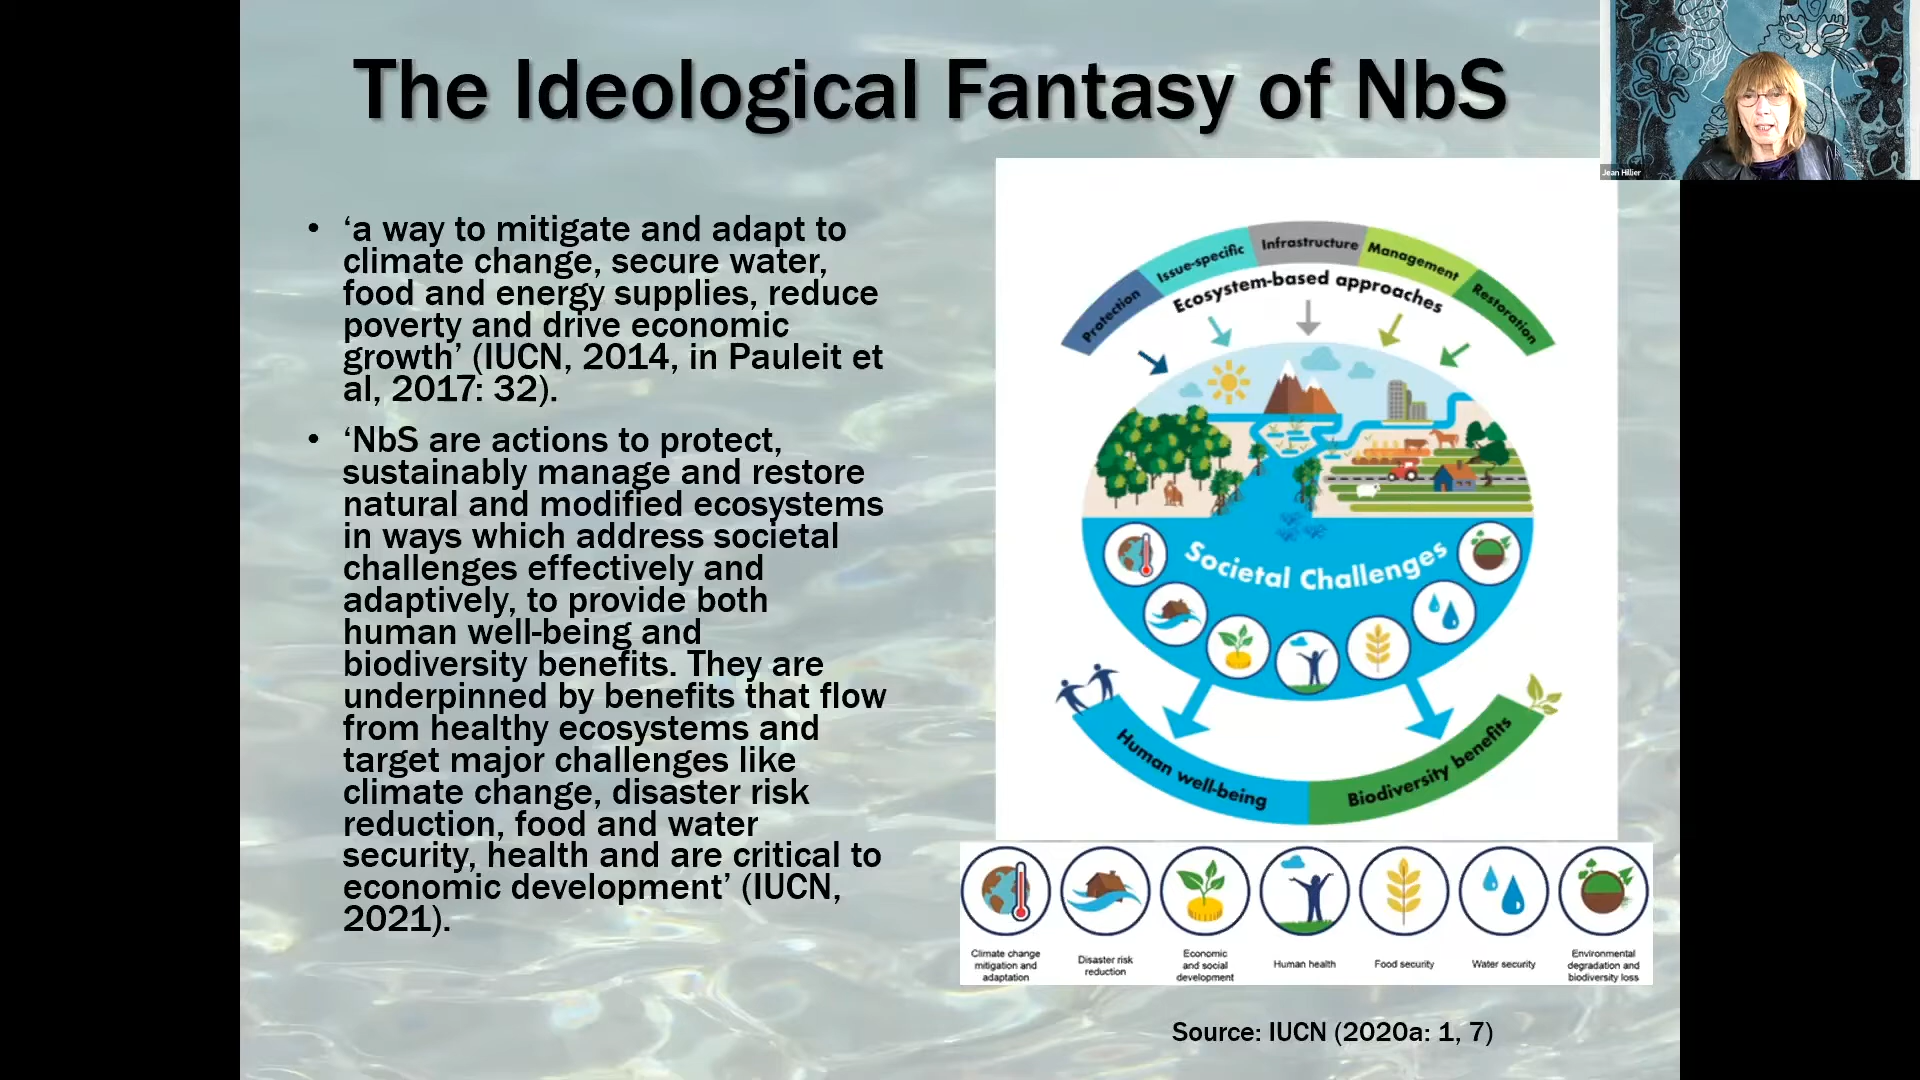 The Ideological Fantasy of NbS
Jean Hillier
• ‘a way to mitigate and adapt to
climate change, secure water,
food and energy supplies, reduce
poverty and drive economic
growth’ (IUCN, 2014, in Pauleit et
al, 2017: 32).
• ‘NbS are actions to protect,
sustainably manage and restore
natural and modified ecosystems
in ways which address societal
challenges effectively and
adaptively, to provide both
human well-being and
biodiversity benefits. They are
underpinned by benefits that flow
from healthy ecosystems and
target major challenges like
climate change, disaster risk
reduction, food and water
security, health and are critical to
economic development’ (IUCN,
2021).
Protection
Issue-specific
Infrastructure
Management
Restoration
Ecosystem-based approaches
Societal Challenges
Human well-being
Biodiversity benefits
Climate change
mitigation and
adaptation
Disaster risk
reduction
Economic
and social
development
Human health
Food security
Water security
Environmental
degradation and
biodiversity loss
Source: IUCN (2020a: 1, 7)